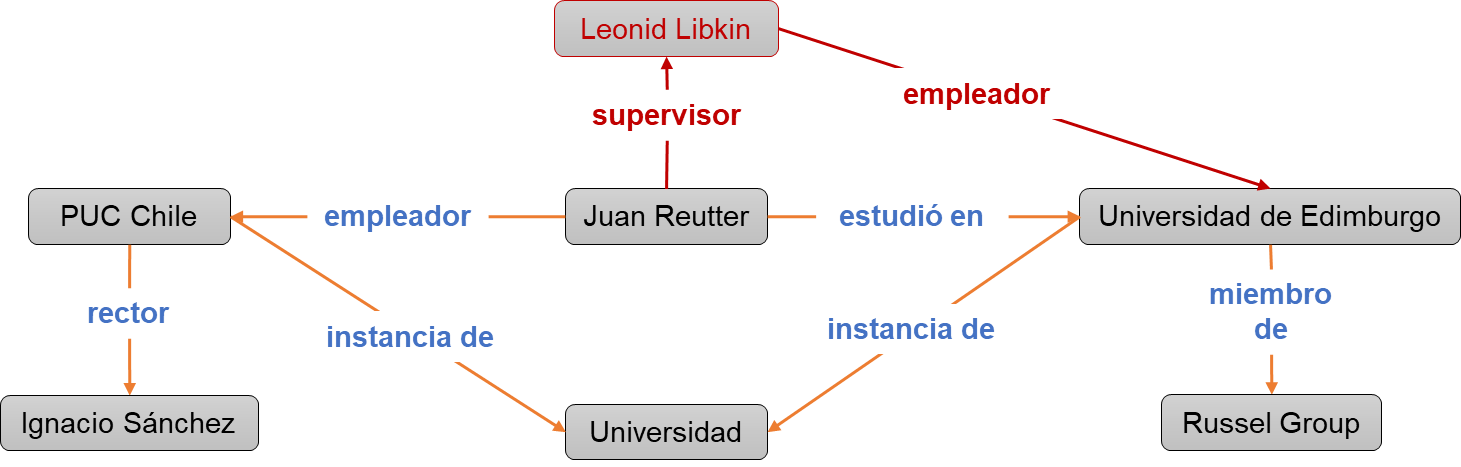 Leonid Libkin
empleador
supervisor
PUC Chile
empleador
Juan Reutter
estudió en
Universidad de Edimburgo
rector
instancia de
instancia de
miembro
de
Ignacio Sánchez
Universidad
Russel Group